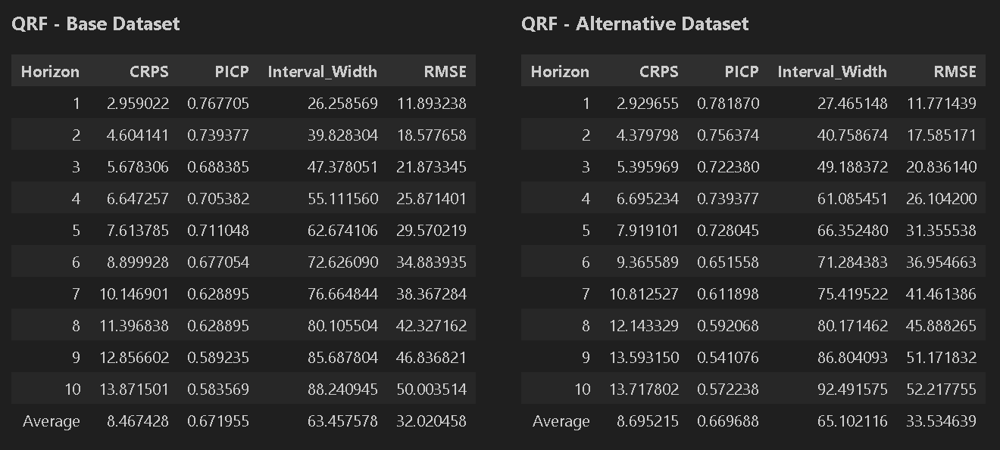 QRF - Base Dataset
Horizon CRPS PICP Interval_Width RMSE
1 2.959022 0.767705 26.258569 11.893238
2 4.604141 0.739377 39.828304 18.577658
3 5.678306 0.688385 47.378051 21.873345
4 6.647257 0.705382 55.111560 25.871401
5 7.613785 0.711048 62.674106 29.570219
6 8.899928 0.677054 72.626090 34.883935
7 10.146901 0.628895 76.664844 38.367284
8 11.396838 0.628895 80.105504 42.327162
9 12.856602 0.589235 85.687804 46.836821
10 13.871501 0.583569 88.240945 50.003514
Average 8.467428 0.671955 63.457578 32.020458
QRF - Alternative Dataset
Horizon CRPS PICP Interval_Width RMSE
1 2.929655 0.781870 27.465148 11.771439
2 4.379798 0.756374 40.758674 17.585171
3 5.395969 0.722380 49.188372 20.836140
4 6.695234 0.739377 61.085451 26.104200
5 7.919101 0.728045 66.352480 31.355538
6 9.365589 0.651558 71.284383 36.954663
7 10.812527 0.611898 75.419522 41.461386
8 12.143329 0.592068 80.171462 45.888265
9 13.593150 0.541076 86.804093 51.171832
10 13.717802 0.572238 92.491575 52.217755
Average 8.695215 0.669688 65.102116 33.534639